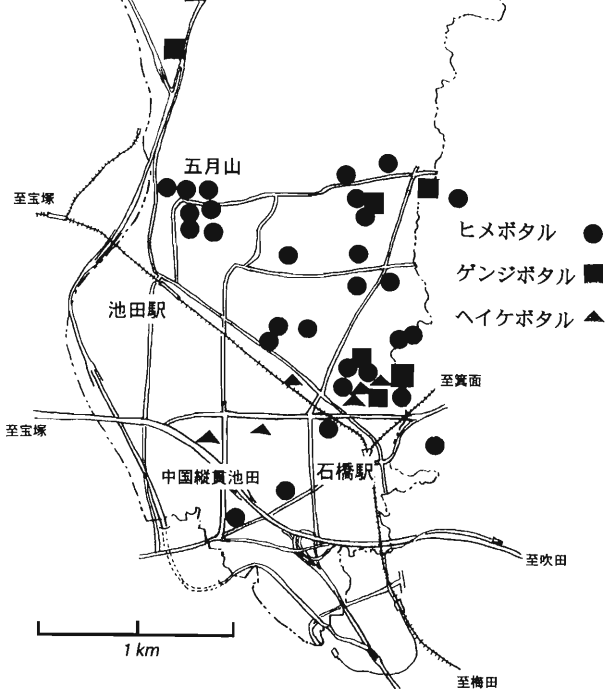 五月山
至宝塚
ヒメボタル
ゲンジボタル
ヘイケボタル
池田駅
至箕面
至宝塚
中国縦貫池田
石橋駅
至吹田
1 km
至梅田